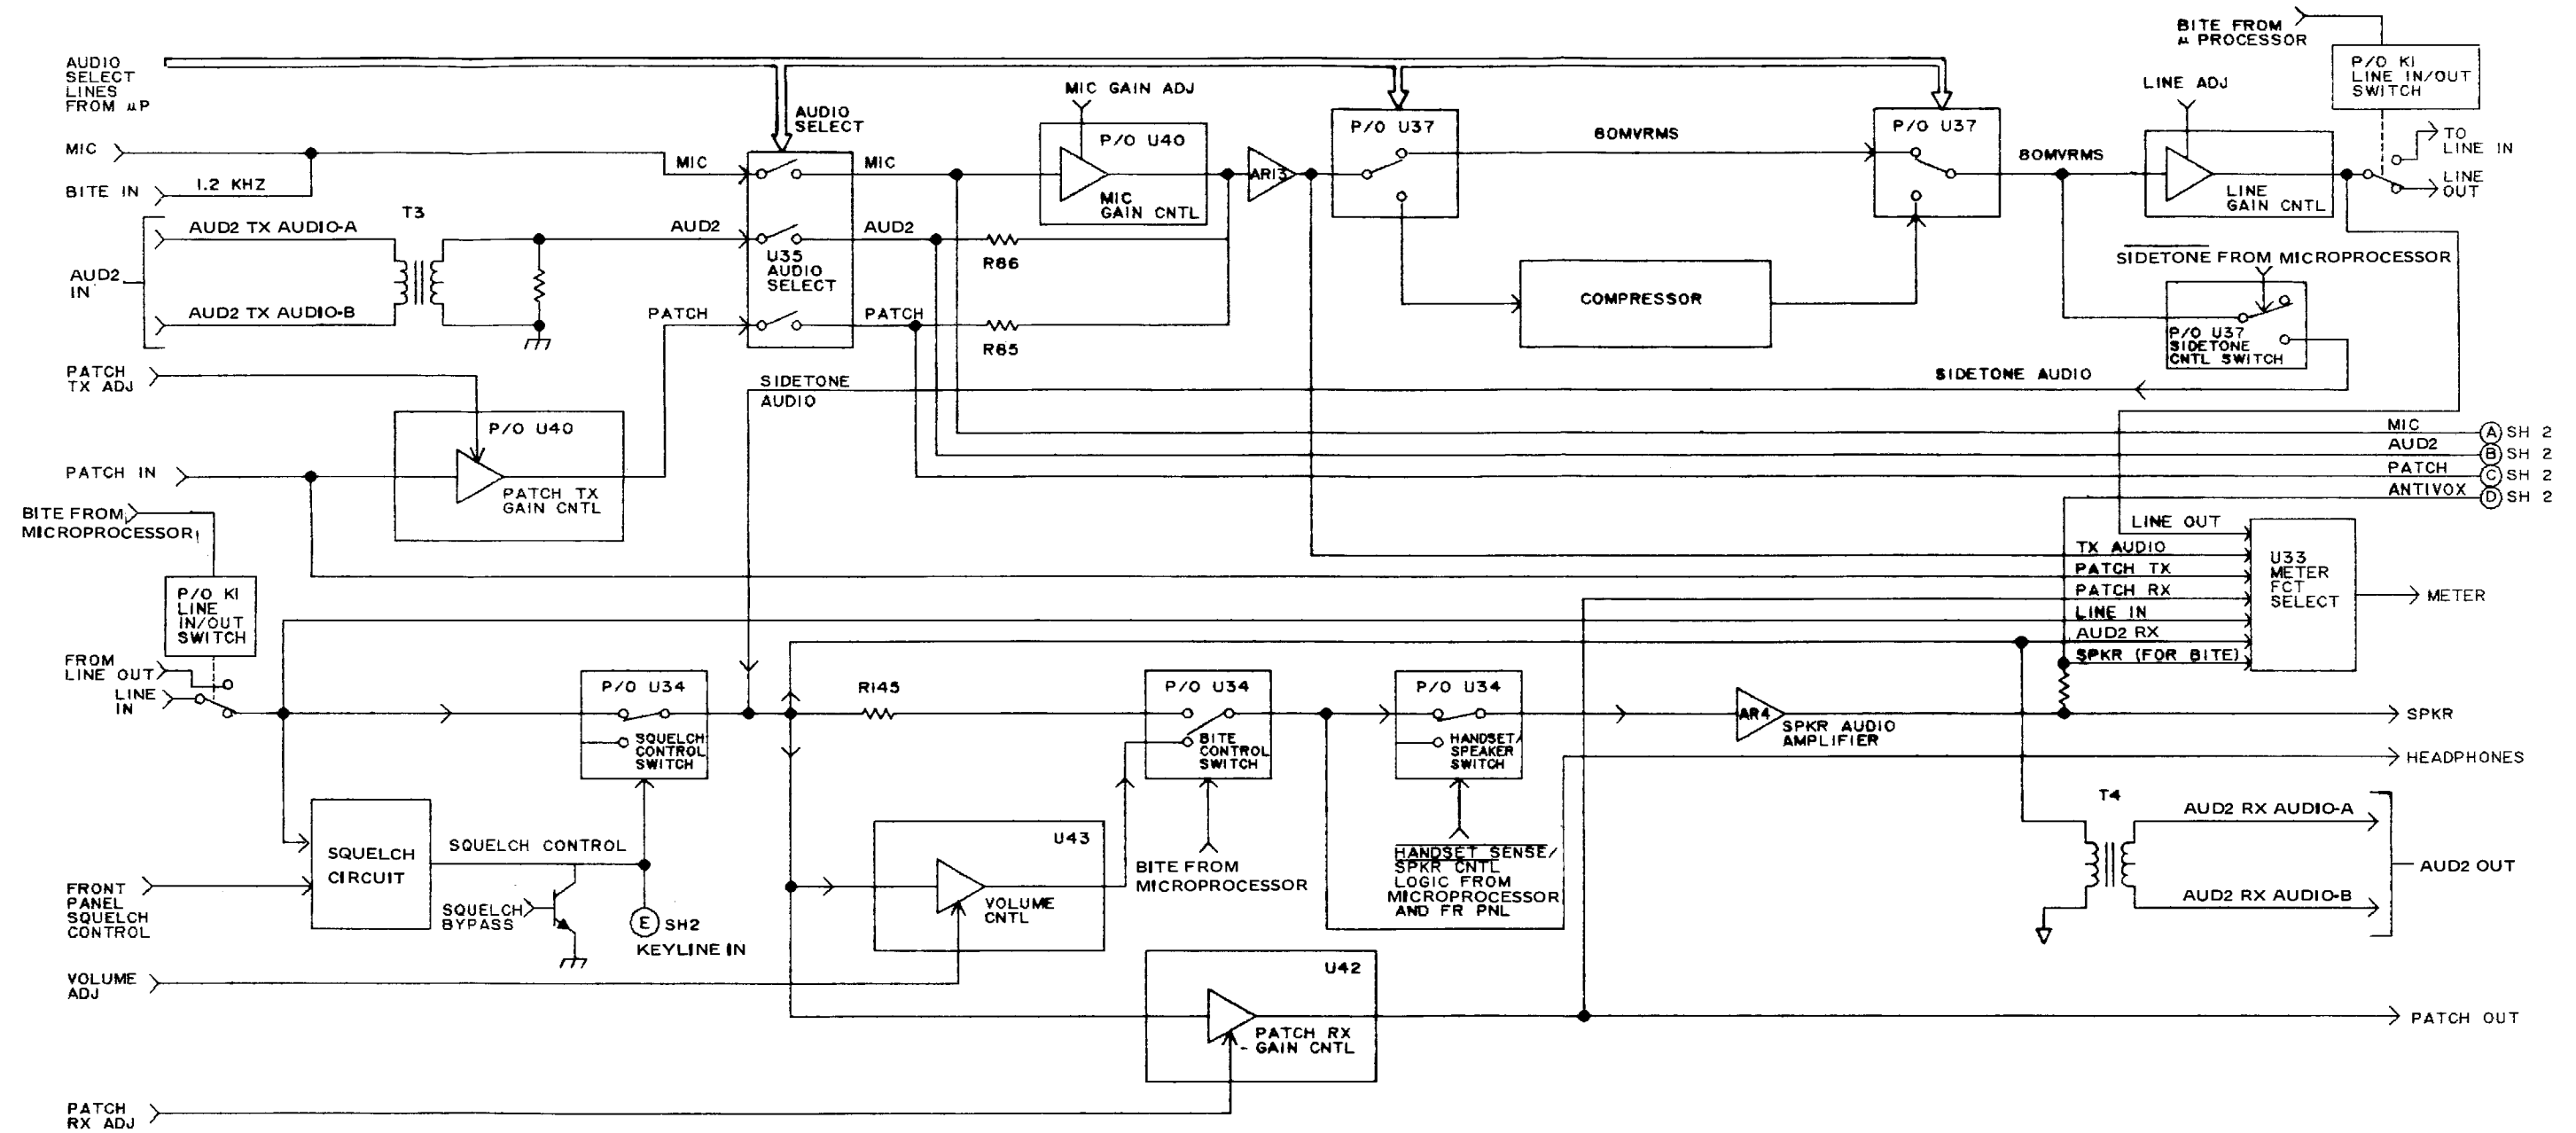 AUDIO
SELECT
LINES
FROM μP
MIC
BITE IN
1.2 KHZ
AUD2 TX AUDIO-A
T3
AUD2
IN
AUD2 TX AUDIO-B
PATCH
TX ADJ
P/O U40
PATCH TX
GAIN CNTL
PATCH IN
BITE FROM
MICROPROCESSOR
P/O K1
LINE
IN/OUT
SWITCH
FROM
LINE OUT
LINE
IN
AUDIO
SELECT
MIC
AUD2
PATCH
U35
AUDIO
SELECT
MIC
AUD2
PATCH
R86
R85
MIC GAIN ADJ
P/O U40
MIC
GAIN CNTL
AR13
P/O U37
80MVRMS
P/O U37
COMPRESSOR
80MVRMS
BITE FROM
μ PROCESSOR
P/O K1
LINE IN/OUT
SWITCH
LINE ADJ
LINE
GAIN CNTL
TO
LINE IN
LINE
OUT
SIDETONE FROM MICROPROCESSOR
P/O U37
SIDETONE
CNTL SWITCH
SIDETONE
AUDIO
SIDETONE AUDIO
MIC
A SH 2
AUD2
B SH 2
PATCH
C SH 2
ANTIVOX
D SH 2
LINE OUT
TX AUDIO
PATCH TX
PATCH RX
LINE IN
AUD2 RX
SPKR (FOR BITE)
U33
METER
FCT
SELECT
METER
P/O U34
SQUELCH
CONTROL
SWITCH
R145
P/O U34
BITE
CONTROL
SWITCH
P/O U34
HANDSET/
SPEAKER
SWITCH
AR4
SPKR AUDIO
AMPLIFIER
SPKR
HEADPHONES
SQUELCH
CIRCUIT
SQUELCH CONTROL
FRONT
PANEL
SQUELCH
CONTROL
SQUELCH
BYPASS
E SH2
KEYLINE IN
U43
VOLUME
CNTL
BITE FROM
MICROPROCESSOR
HANDSET SENSE/
SPKR CNTL
LOGIC FROM
MICROPROCESSOR
AND FR PNL
T4
AUD2 RX AUDIO-A
AUD2 OUT
AUD2 RX AUDIO-B
VOLUME
ADJ
U42
PATCH RX
GAIN CNTL
PATCH OUT
PATCH
RX ADJ